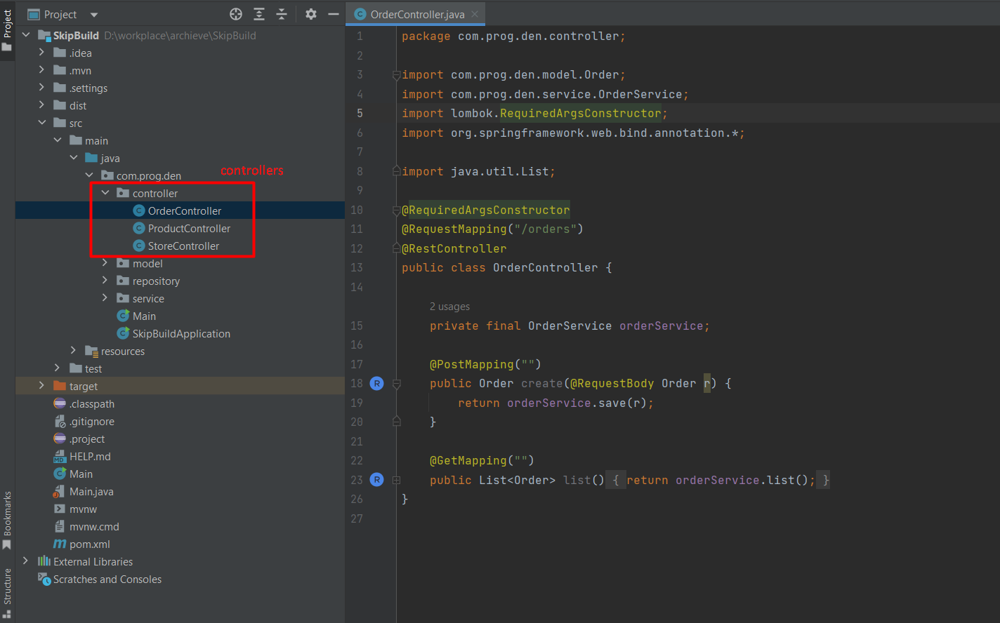 Project
Project
SkipBuild D:\workplace\archieve\SkipBuild
.idea
.mvn
.settings
dist
src
main
java
com.prog.den
controllers
controller
OrderController
ProductController
StoreController
model
repository
service
Main
SkipBuildApplication
resources
test
target
.classpath
.gitignore
.project
HELP.md
Main
Main.java
mvnw
mvnw.cmd
pom.xml
External Libraries
Scratches and Consoles
Bookmarks
Structure
OrderController.java
1 package com.prog.den.controller;
2
3 import com.prog.den.model.Order;
4 import com.prog.den.service.OrderService;
5 import lombok.RequiredArgsConstructor;
6 import org.springframework.web.bind.annotation.*;
7
8 import java.util.List;
9
10 @RequiredArgsConstructor
11 @RequestMapping("/orders")
12 @RestController
13 public class OrderController {
14
2 usages
15 private final OrderService orderService;
16
17 @PostMapping("")
18 public Order create(@RequestBody Order r) {
19 return orderService.save(r);
20 }
21
22 @GetMapping("")
23 public List<Order> list() { return orderService.list(); }
26 }
27